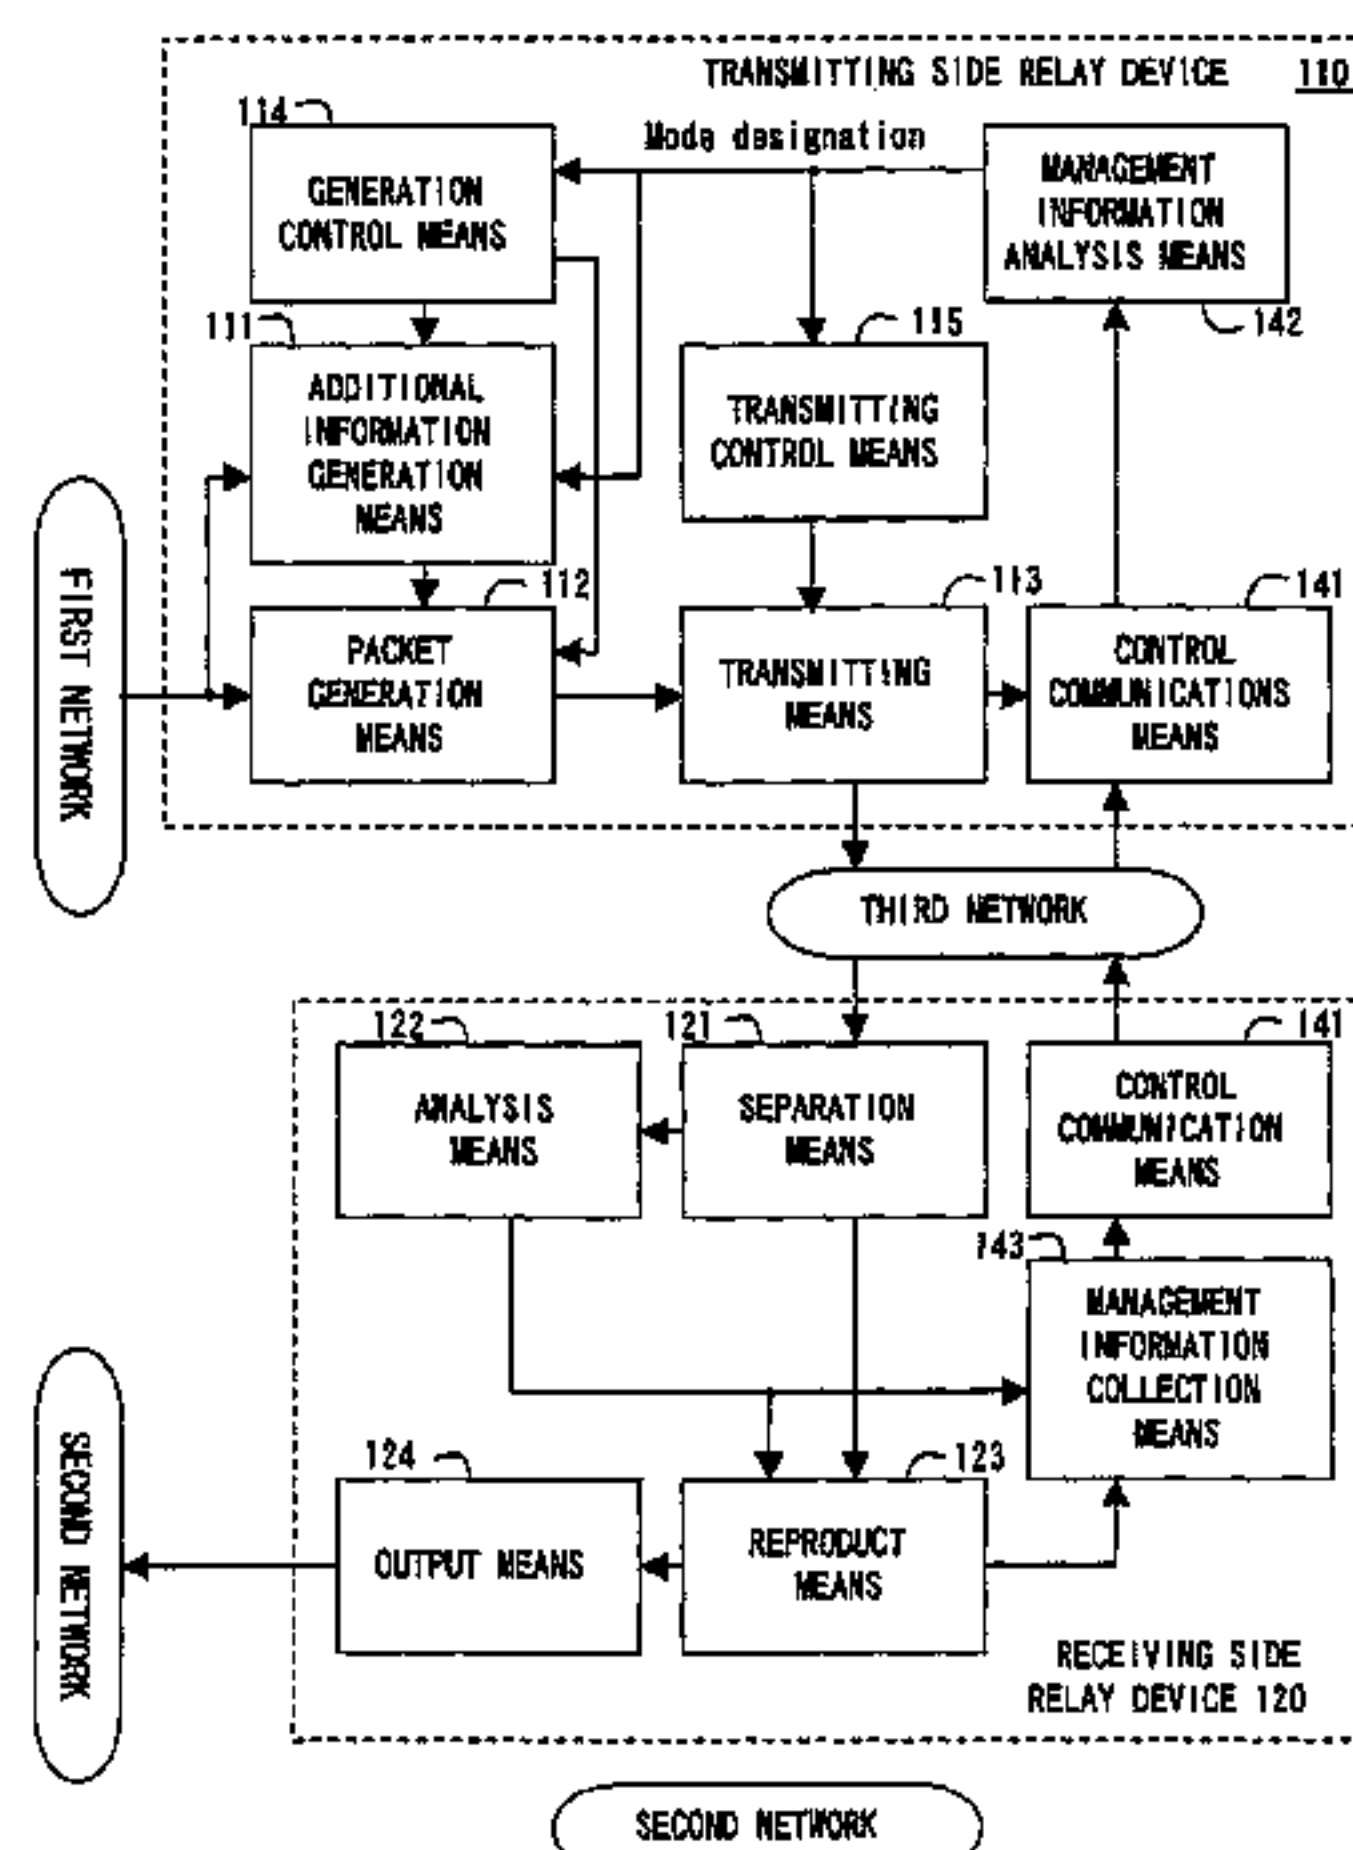 TRANSMITTING SIDE RELAY DEVICE 110
114
Mode designation
GENERATION
CONTROL MEANS
MANAGEMENT
INFORMATION
ANALYSIS MEANS
111
115
142
ADDITIONAL
INFORMATION
GENERATION
MEANS
TRANSMITTING
CONTROL MEANS
FIRST NETWORK
112
113
141
PACKET
GENERATION
MEANS
TRANSMITTING
MEANS
CONTROL
COMMUNICATIONS
MEANS
THIRD NETWORK
122
121
141
ANALYSIS
MEANS
SEPARATION
MEANS
CONTROL
COMMUNICATION
MEANS
143
MANAGEMENT
INFORMATION
COLLECTION
MEANS
SECOND NETWORK
124
123
OUTPUT MEANS
REPRODUCT
MEANS
RECEIVING SIDE
RELAY DEVICE 120
SECOND NETWORK